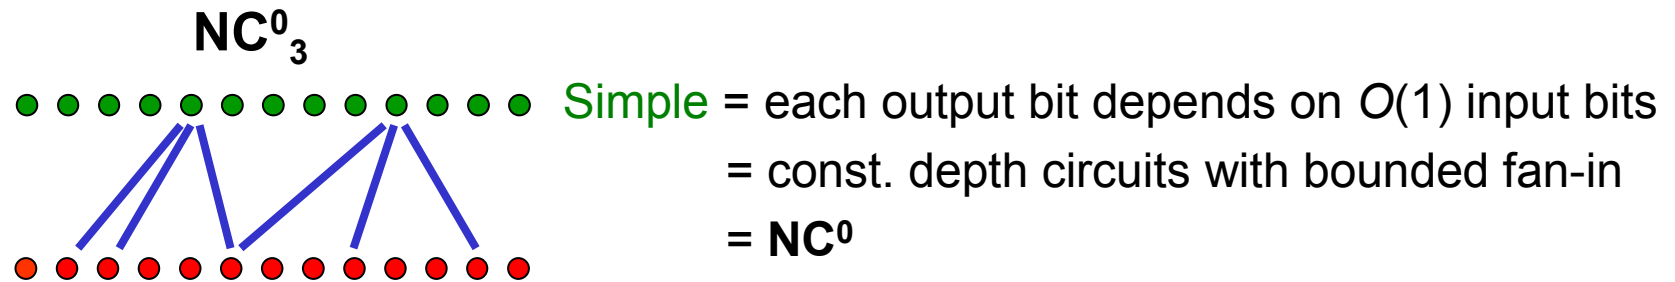 NC⁰₃
Simple = each output bit depends on O(1) input bits
= const. depth circuits with bounded fan-in
= NC⁰